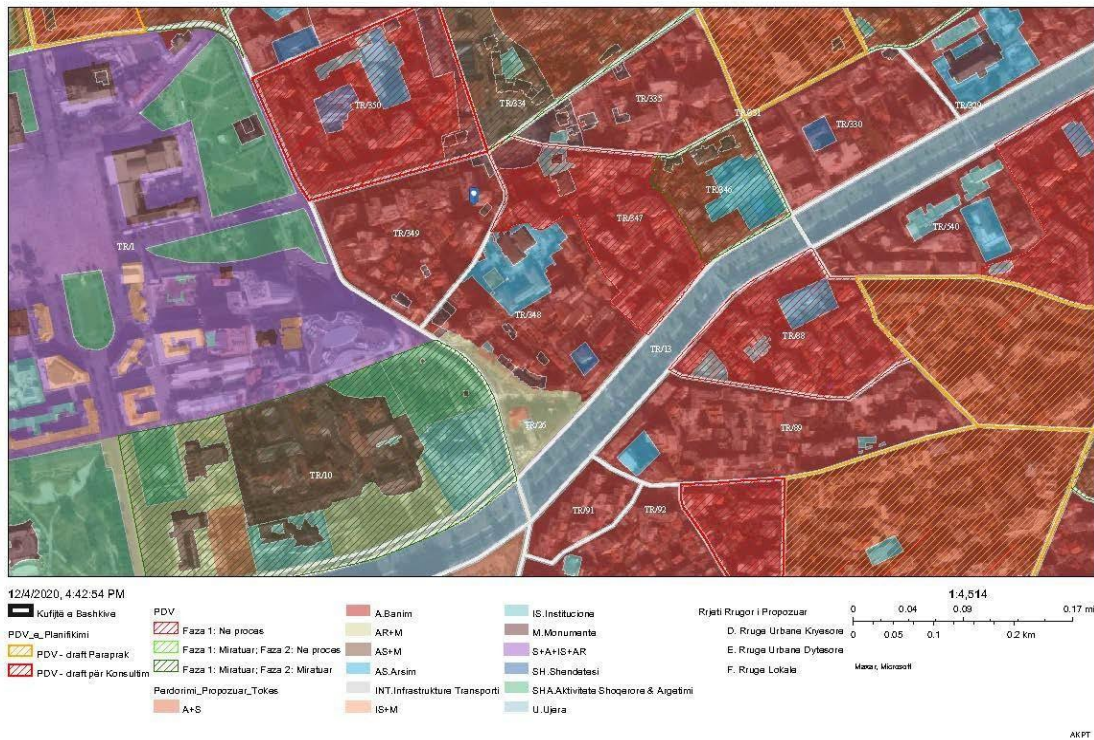 TR/350
TR/334
TR/335
TR/330
TR/329
TR/346
TR/347
TR/349
TR/1
TR/540
TR/348
TR/13
TR/88
TR/26
TR/89
TR/10
TR/91
TR/92
12/4/2020, 4:42:54 PM
Kufijtë e Bashkive
PDV_e_Planifikimi
PDV - draft Paraprak
PDV - draft për Konsultim
PDV
Faza 1: Ne proces
Faza 1: Miratuar; Faza 2: Ne proces
Faza 1: Miratuar; Faza 2: Miratuar
Perdorimi_Propozuar_Tokes
A+S
A.Banim
AR+M
AS+M
AS.Arsim
INT.Infrastrukture Transporti
IS+M
IS.Institucione
M.Monumente
S+A+IS+AR
SH.Shendetesi
SHA.Aktivitete Shoqerore & Argetimi
U.Ujera
Rrjeti Rrugor i Propozuar
D. Rruge Urbane Kryesore
E. Rruge Urbane Dytesore
F. Rruge Lokale
1:4,514
0 0.04 0.09 0.17 mi
0 0.05 0.1 0.2 km
Maxar, Microsoft
AKPT